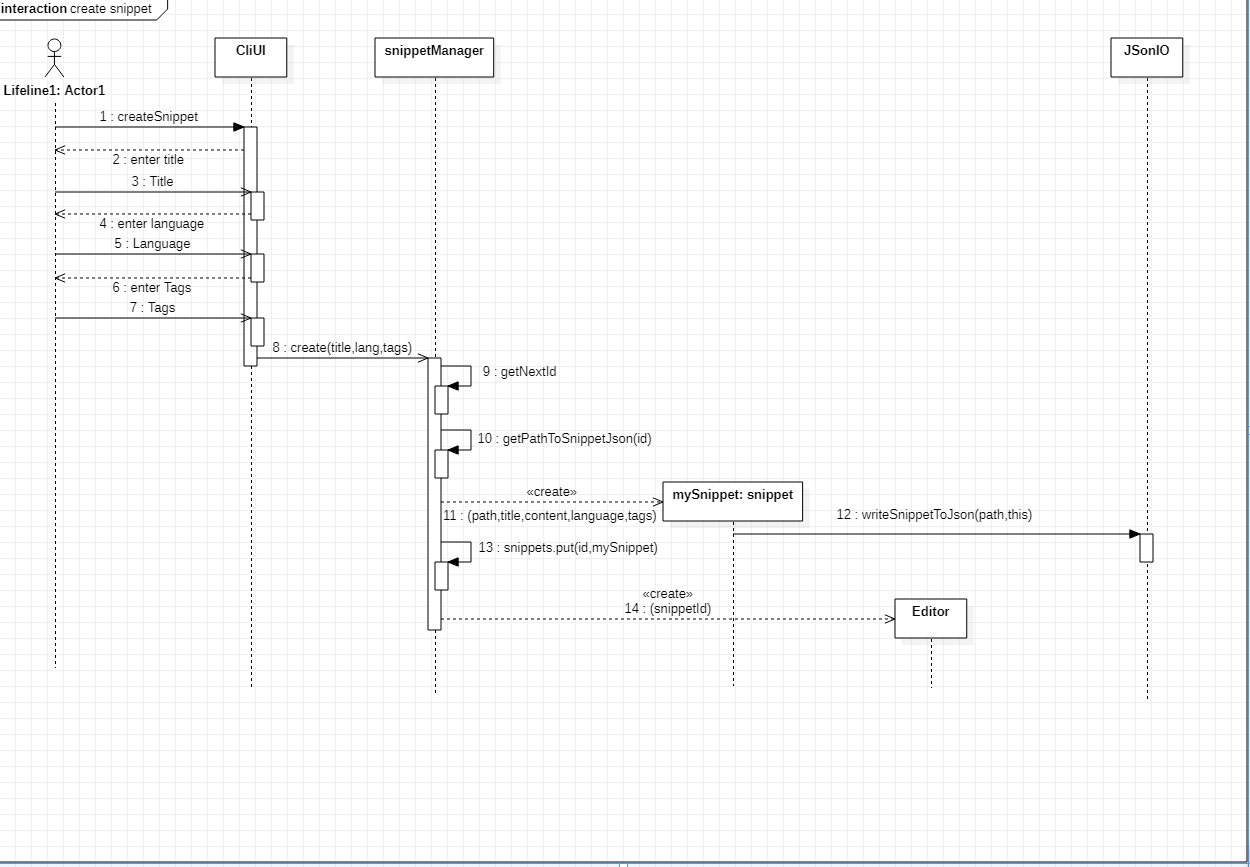 interaction create snippet
CliUI
snippetManager
JSonIO
Lifeline1: Actor1
1 : createSnippet
2 : enter title
3 : Title
4 : enter language
5 : Language
6 : enter Tags
7 : Tags
8 : create(title,lang,tags)
9 : getNextId
10 : getPathToSnippetJson(id)
«create»
mySnippet: snippet
11 : (path,title,content,language,tags)
12 : writeSnippetToJson(path,this)
13 : snippets.put(id,mySnippet)
«create»
14 : (snippetId)
Editor